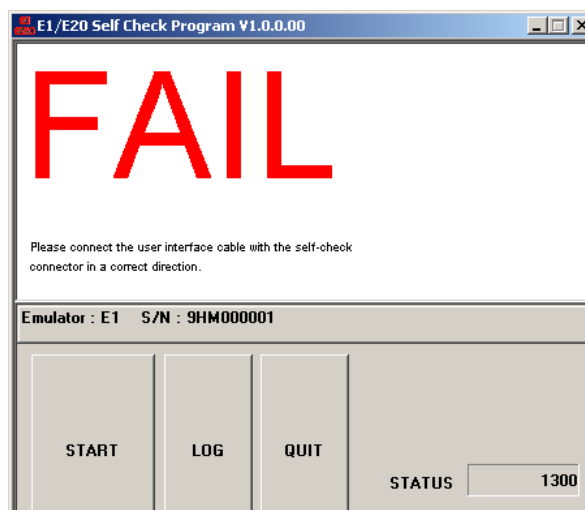 E1/E20 Self Check Program V1.0.0.00
FAIL
Please connect the user interface cable with the self-check
connector in a correct direction.
Emulator : E1 S/N : 9HM000001
START
LOG
QUIT
STATUS 1300